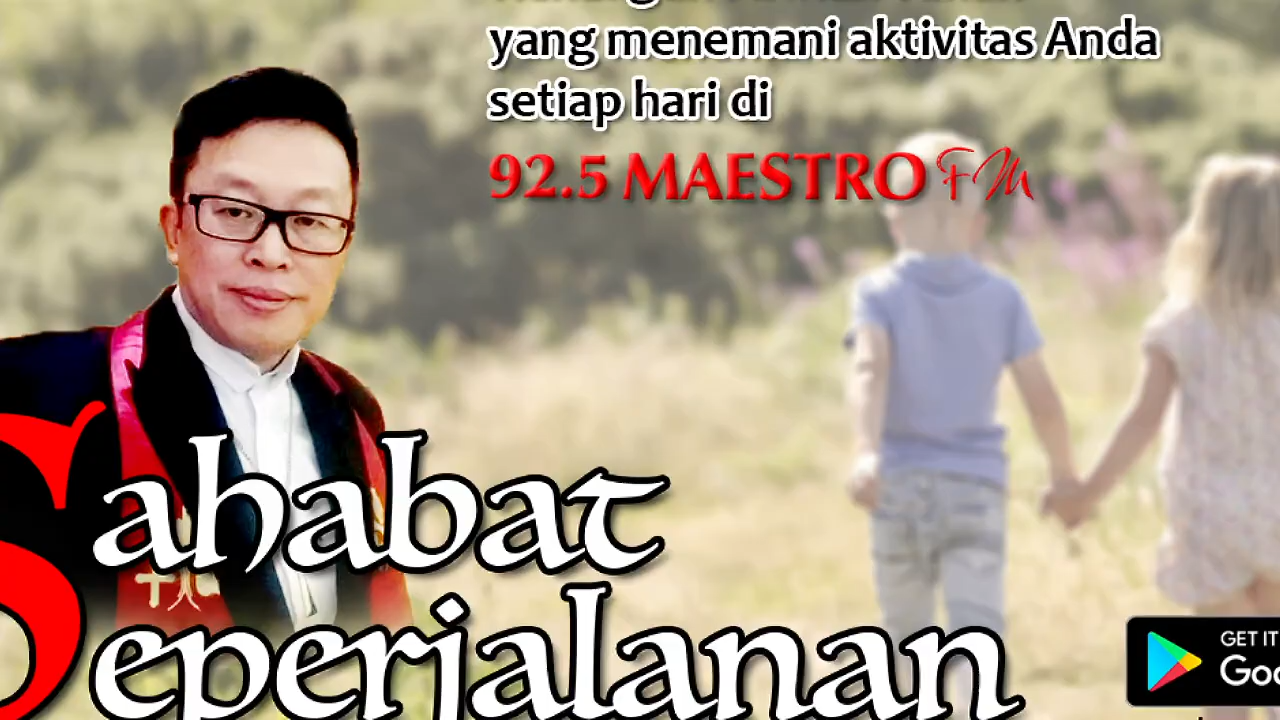 yang menemani aktivitas Anda
setiap hari di
92.5 MAESTRO FM
Sahabat
Seperjalanan
GET IT